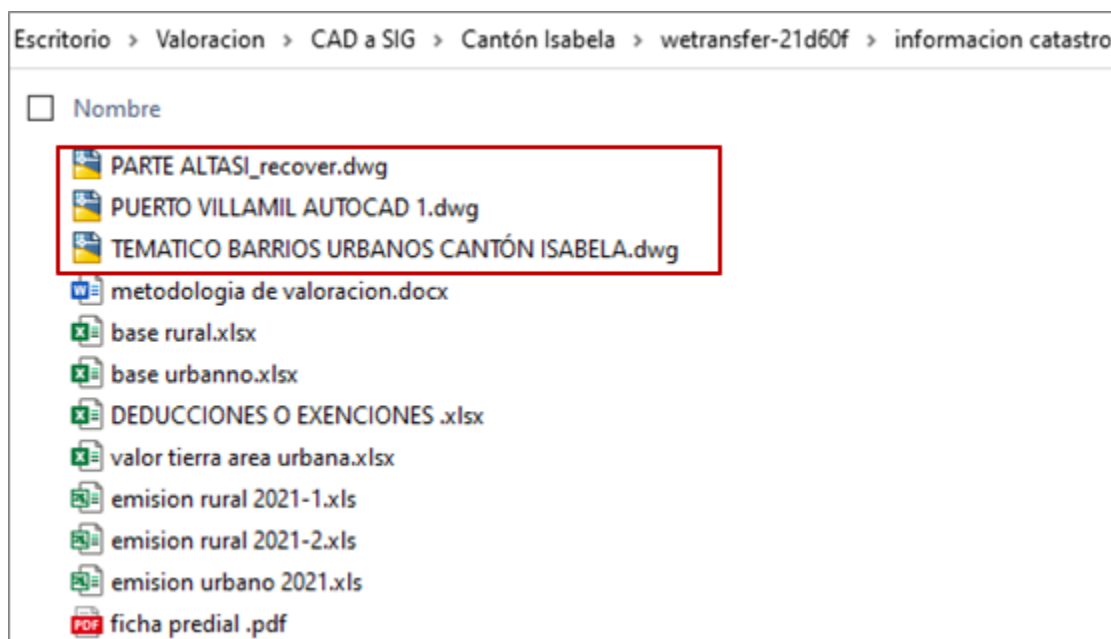 Escritorio > Valoracion > CAD a SIG > Cantón Isabela > wetransfer-21d60f > informacion catastro
Nombre
PARTE ALTASI_recover.dwg
PUERTO VILLAMIL AUTOCAD 1.dwg
TEMATICO BARRIOS URBANOS CANTÓN ISABELA.dwg
metodologia de valoracion.docx
base rural.xlsx
base urbanno.xlsx
DEDUCCIONES O EXENCIONES .xlsx
valor tierra area urbana.xlsx
emision rural 2021-1.xls
emision rural 2021-2.xls
emision urbano 2021.xls
ficha predial .pdf